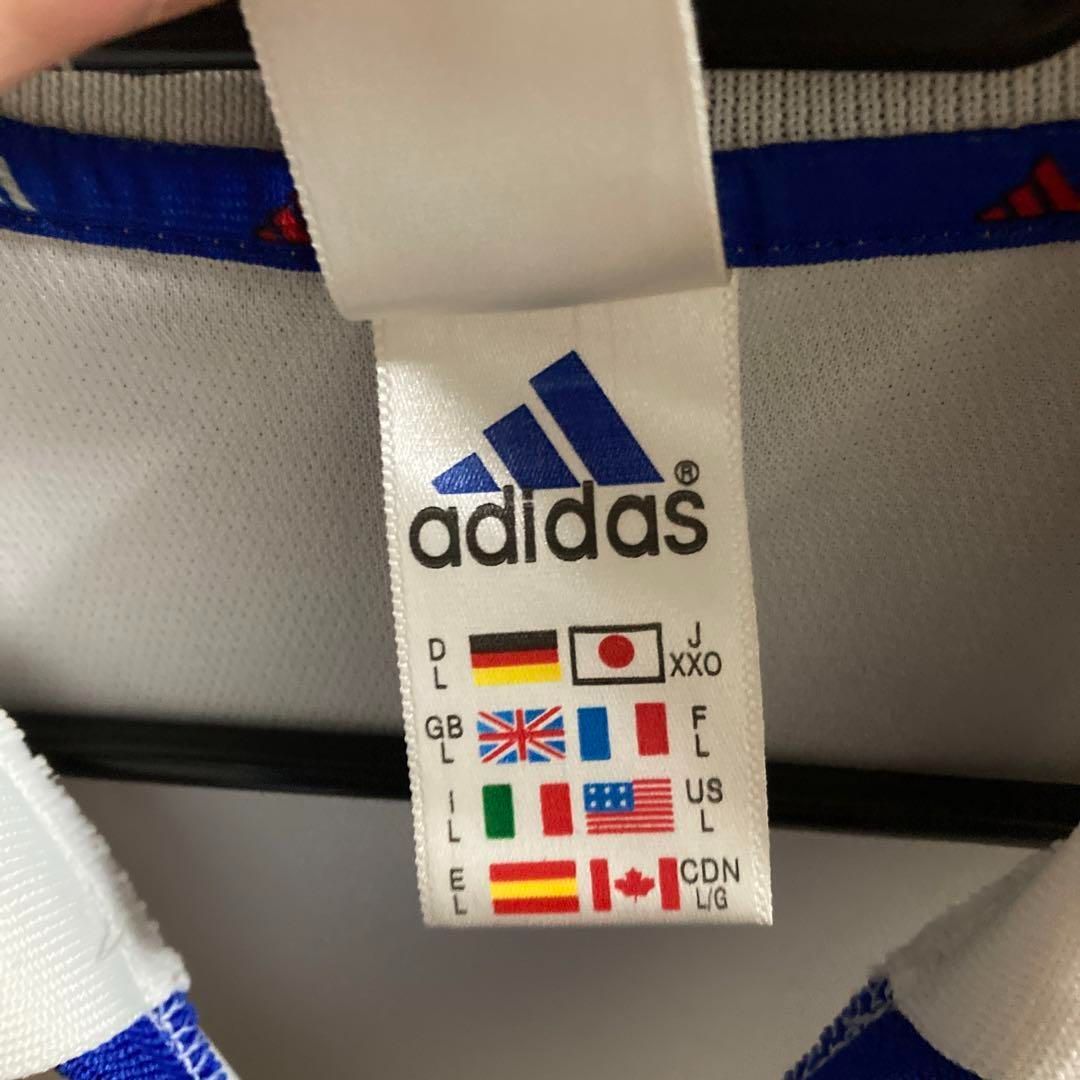 adidas®
D L J XXO
GB L F L
I L US L
E L CDN L/G